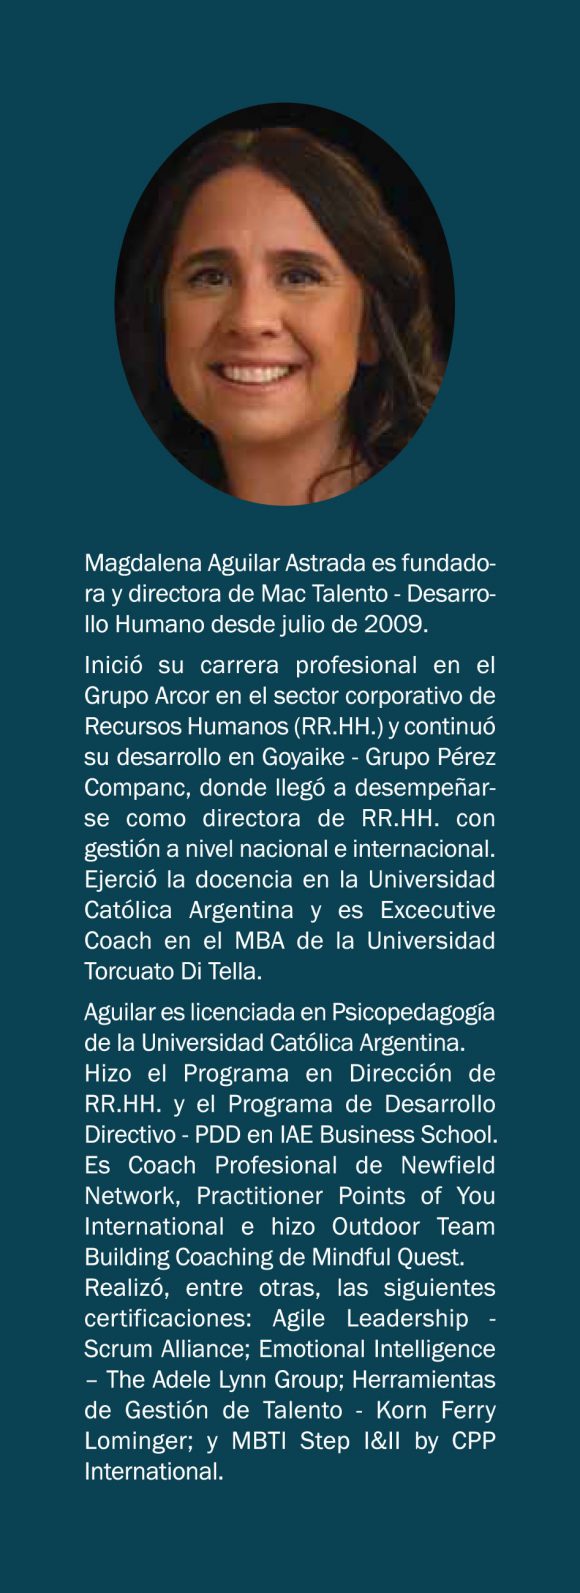 Magdalena Aguilar Astrada es fundado-
ra y directora de Mac Talento - Desarro-
llo Humano desde julio de 2009.
Inició su carrera profesional en el
Grupo Arcor en el sector corporativo de
Recursos Humanos (RR.HH.) y continuó
su desarrollo en Goyaike - Grupo Pérez
Companc, donde llegó a desempeñar-
se como directora de RR.HH. con
gestión a nivel nacional e internacional.
Ejerció la docencia en la Universidad
Católica Argentina y es Excecutive
Coach en el MBA de la Universidad
Torcuato Di Tella.
Aguilar es licenciada en Psicopedagogía
de la Universidad Católica Argentina.
Hizo el Programa en Dirección de
RR.HH. y el Programa de Desarrollo
Directivo - PDD en IAE Business School.
Es Coach Profesional de Newfield
Network, Practitioner Points of You
International e hizo Outdoor Team
Building Coaching de Mindful Quest.
Realizó, entre otras, las siguientes
certificaciones: Agile Leadership -
Scrum Alliance; Emotional Intelligence
– The Adele Lynn Group; Herramientas
de Gestión de Talento - Korn Ferry
Lominger; y MBTI Step I&II by CPP
International.